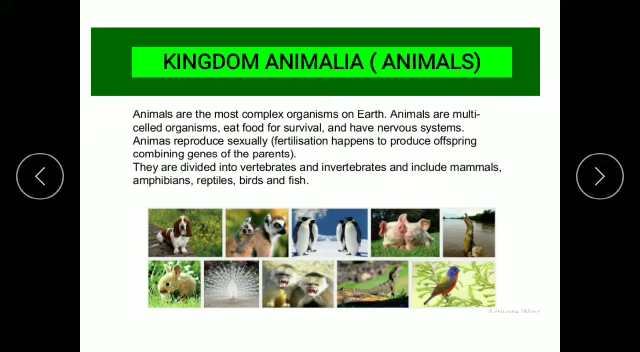 KINGDOM ANIMALIA ( ANIMALS)
Animals are the most complex organisms on Earth. Animals are multi-
celled organisms, eat food for survival, and have nervous systems.
Animas reproduce sexually (fertilisation happens to produce offspring
combining genes of the parents).
They are divided into vertebrates and invertebrates and include mammals,
amphibians, reptiles, birds and fish.